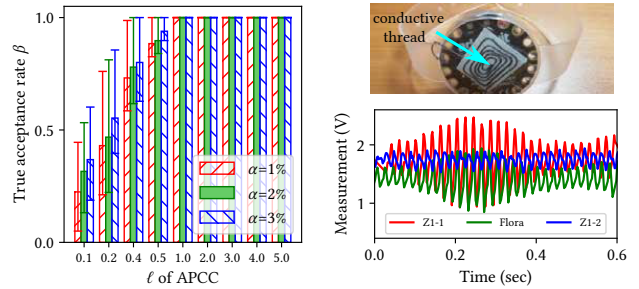 True acceptance rate β
1.0
0.5
0.0
α=1%
α=2%
α=3%
0.1 0.2 0.4 0.5 1.0 2.0 3.0 4.0 5.0
ℓ of APCC
conductive
thread
Measurement (V)
2
1
Z1-1 Flora Z1-2
0.0 0.2 0.4 0.6
Time (sec)